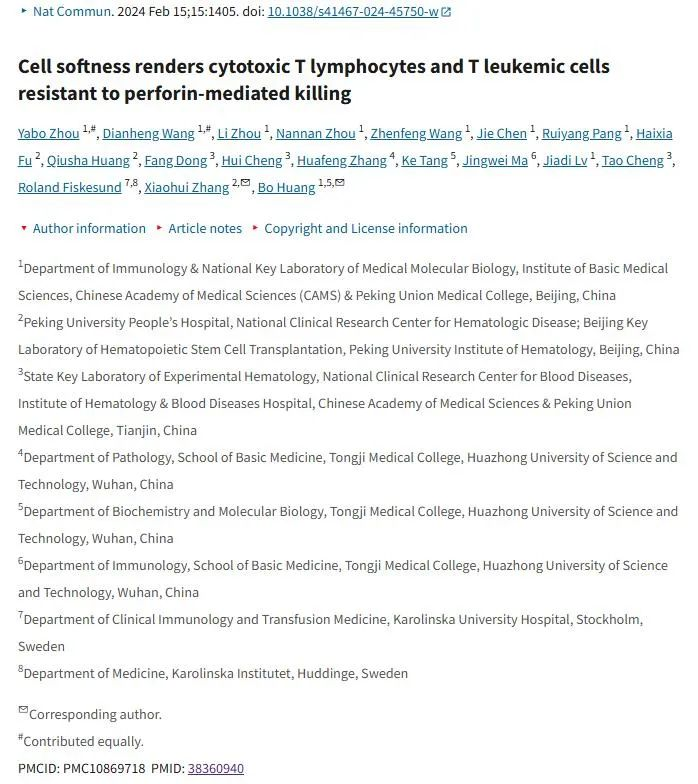 ▸ Nat Commun. 2024 Feb 15;15:1405. doi: 10.1038/s41467-024-45750-w
Cell softness renders cytotoxic T lymphocytes and T leukemic cells
resistant to perforin-mediated killing
Yabo Zhou 1,#, Dianheng Wang 1,#, Li Zhou 1, Nannan Zhou 1, Zhenfeng Wang 1, Jie Chen 1, Ruiyang Pang 1, Haixia
Fu 2, Qiusha Huang 2, Fang Dong 3, Hui Cheng 3, Huafeng Zhang 4, Ke Tang 5, Jingwei Ma 6, Jiadi Lv 1, Tao Cheng 3,
Roland Fiskesund 7,8, Xiaohui Zhang 2,✉, Bo Huang 1,5,✉
▾ Author information ▸ Article notes ▸ Copyright and License information
1Department of Immunology & National Key Laboratory of Medical Molecular Biology, Institute of Basic Medical
Sciences, Chinese Academy of Medical Sciences (CAMS) & Peking Union Medical College, Beijing, China
2Peking University People's Hospital, National Clinical Research Center for Hematologic Disease; Beijing Key
Laboratory of Hematopoietic Stem Cell Transplantation, Peking University Institute of Hematology, Beijing, China
3State Key Laboratory of Experimental Hematology, National Clinical Research Center for Blood Diseases,
Institute of Hematology & Blood Diseases Hospital, Chinese Academy of Medical Sciences & Peking Union
Medical College, Tianjin, China
4Department of Pathology, School of Basic Medicine, Tongji Medical College, Huazhong University of Science and
Technology, Wuhan, China
5Department of Biochemistry and Molecular Biology, Tongji Medical College, Huazhong University of Science and
Technology, Wuhan, China
6Department of Immunology, School of Basic Medicine, Tongji Medical College, Huazhong University of Science
and Technology, Wuhan, China
7Department of Clinical Immunology and Transfusion Medicine, Karolinska University Hospital, Stockholm,
Sweden
8Department of Medicine, Karolinska Institutet, Huddinge, Sweden
✉Corresponding author.
#Contributed equally.
PMCID: PMC10869718 PMID: 38360940